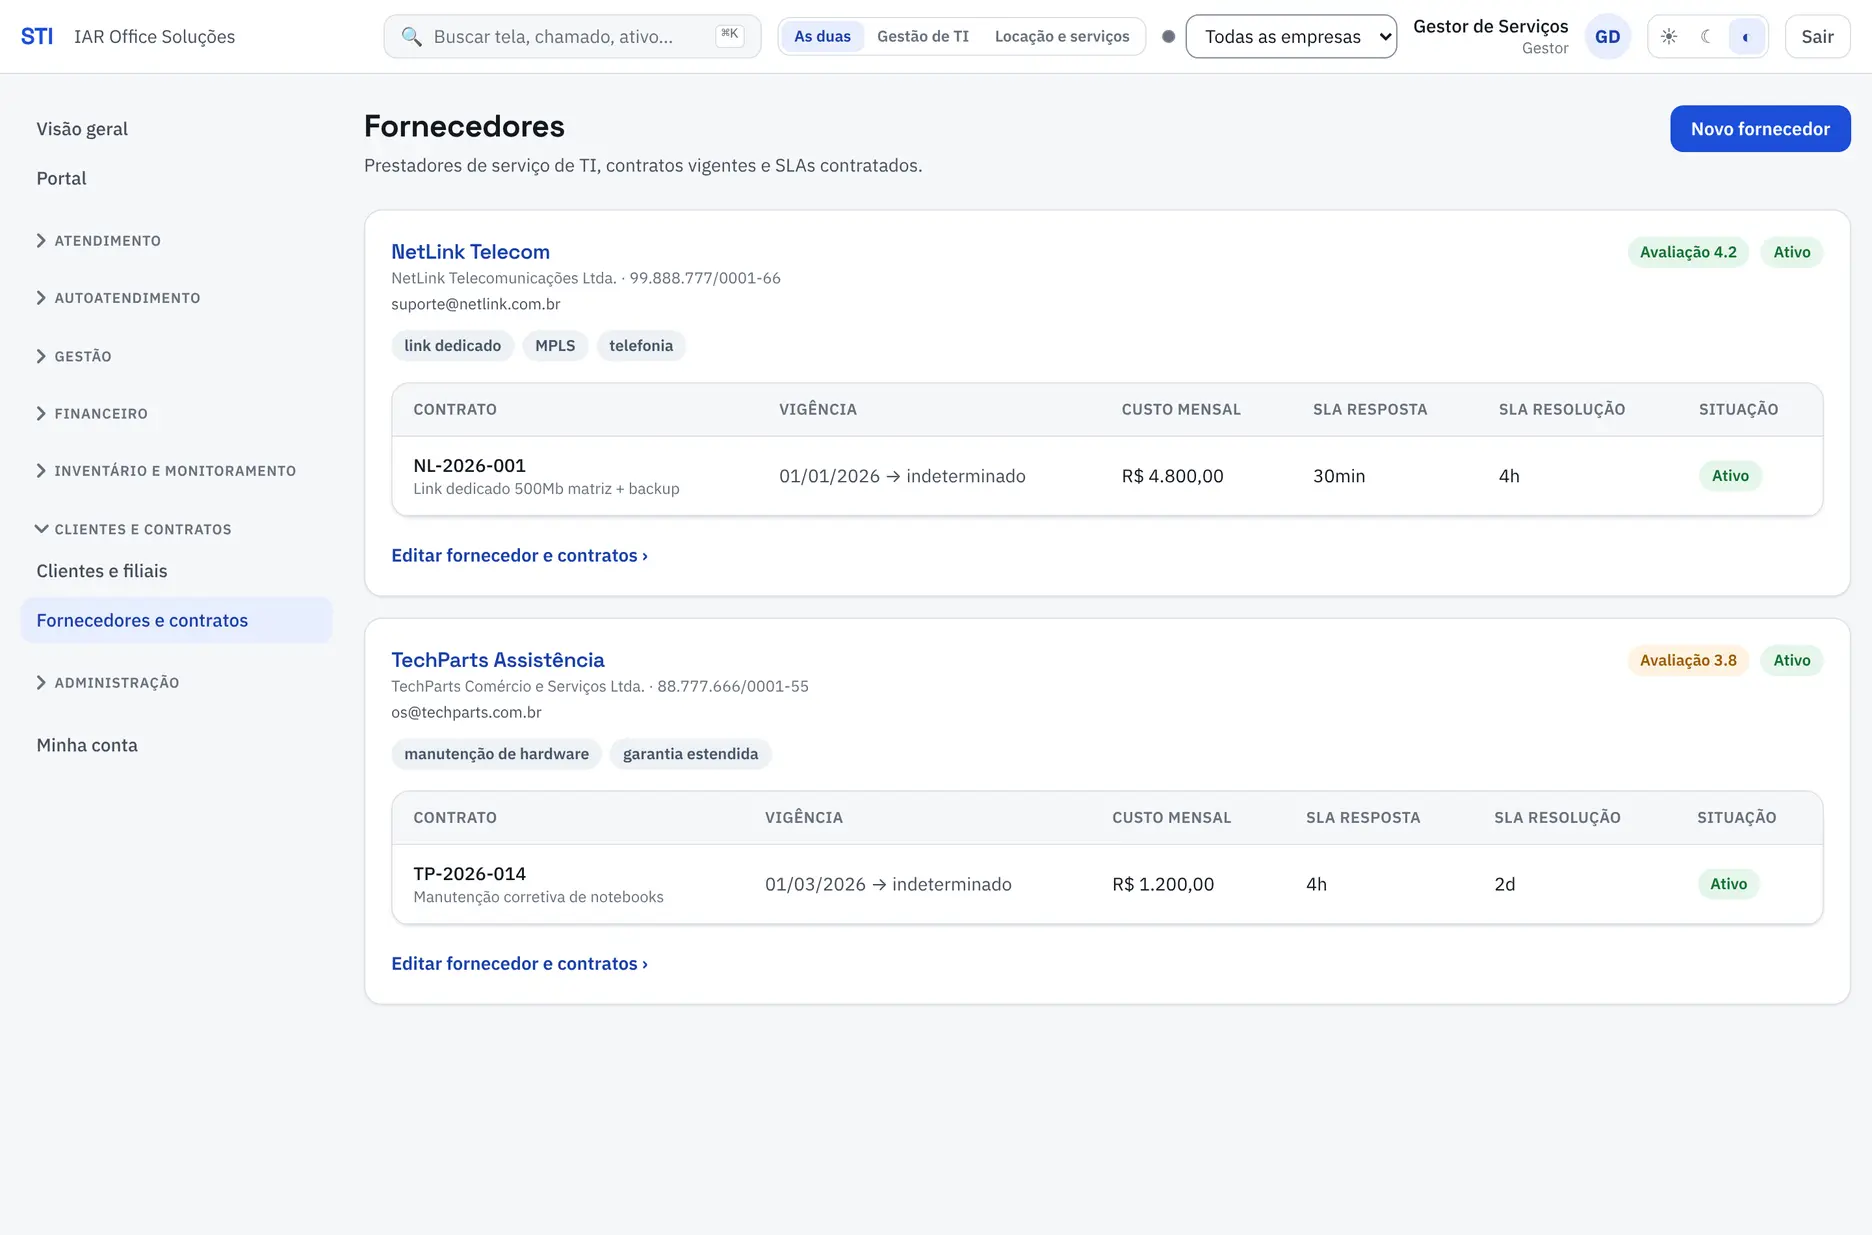 STI IAR Office Soluções
Buscar tela, chamado, ativo... ⌘K
As duas Gestão de TI Locação e serviços
Todas as empresas
Gestor de Serviços
Gestor
GD
Sair
Visão geral
Portal
ATENDIMENTO
AUTOATENDIMENTO
GESTÃO
FINANCEIRO
INVENTÁRIO E MONITORAMENTO
CLIENTES E CONTRATOS
Clientes e filiais
Fornecedores e contratos
ADMINISTRAÇÃO
Minha conta
Fornecedores
Novo fornecedor
Prestadores de serviço de TI, contratos vigentes e SLAs contratados.
NetLink Telecom
Avaliação 4.2 Ativo
NetLink Telecomunicações Ltda. · 99.888.777/0001-66
suporte@netlink.com.br
link dedicado MPLS telefonia
CONTRATO VIGÊNCIA CUSTO MENSAL SLA RESPOSTA SLA RESOLUÇÃO SITUAÇÃO
NL-2026-001
Link dedicado 500Mb matriz + backup
01/01/2026 → indeterminado R$ 4.800,00 30min 4h Ativo
Editar fornecedor e contratos ›
TechParts Assistência
Avaliação 3.8 Ativo
TechParts Comércio e Serviços Ltda. · 88.777.666/0001-55
os@techparts.com.br
manutenção de hardware garantia estendida
CONTRATO VIGÊNCIA CUSTO MENSAL SLA RESPOSTA SLA RESOLUÇÃO SITUAÇÃO
TP-2026-014
Manutenção corretiva de notebooks
01/03/2026 → indeterminado R$ 1.200,00 4h 2d Ativo
Editar fornecedor e contratos ›